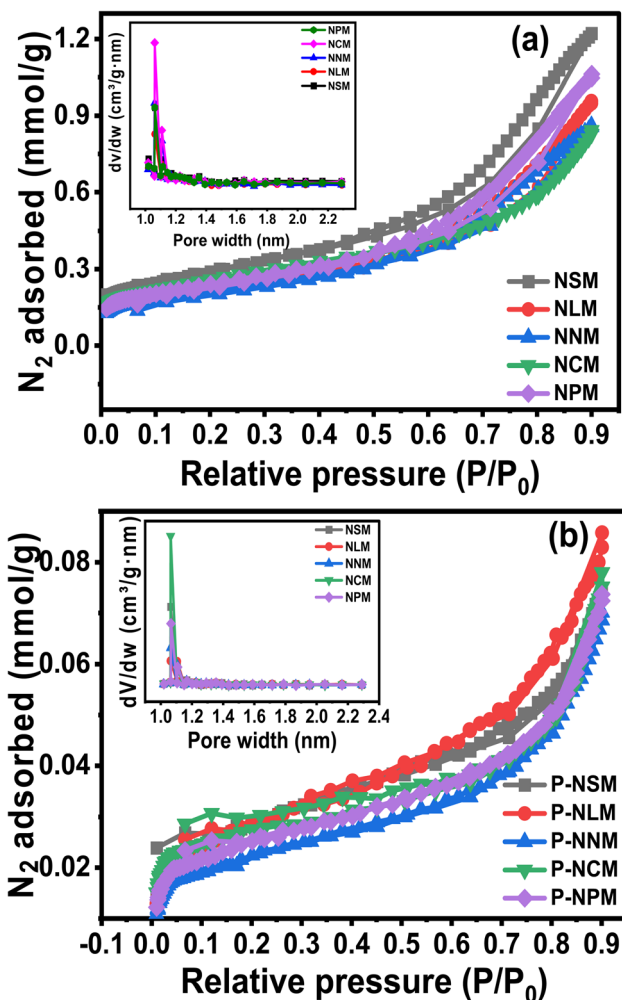 (a)
N₂ adsorbed (mmol/g)
1.2
0.9
0.6
0.3
0.0
dv/dw (cm³/g·nm)
NPM
NCM
NNM
NLM
NSM
1.0 1.2 1.4 1.6 1.8 2.0 2.2
Pore width (nm)
NSM
NLM
NNM
NCM
NPM
0.0 0.1 0.2 0.3 0.4 0.5 0.6 0.7 0.8 0.9
Relative pressure (P/P₀)
(b)
N₂ adsorbed (mmol/g)
0.08
0.06
0.04
0.02
dV/dw (cm³/g·nm)
NSM
NLM
NNM
NCM
NPM
1.0 1.2 1.4 1.6 1.8 2.0 2.2 2.4
Pore width (nm)
P-NSM
P-NLM
P-NNM
P-NCM
P-NPM
-0.1 0.0 0.1 0.2 0.3 0.4 0.5 0.6 0.7 0.8 0.9
Relative pressure (P/P₀)